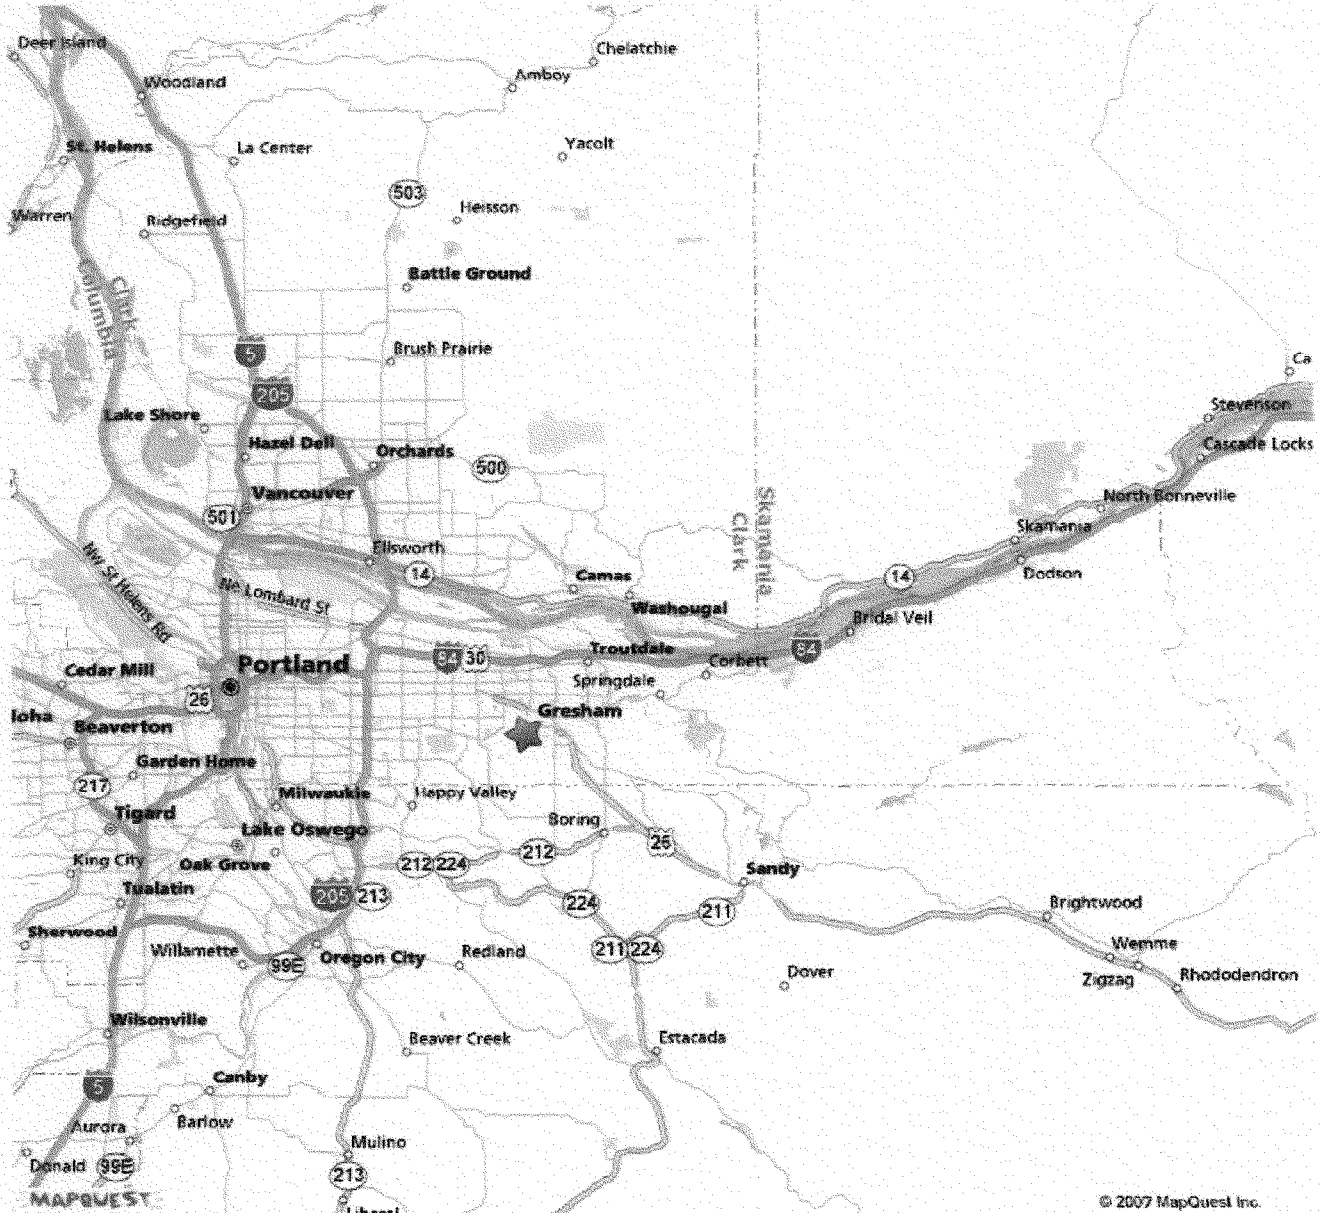 Deer Island
Chelatchie
Amboy
Woodland
St. Helens
La Center
Yacolt
503
Heisson
Warren
Ridgefield
Battle Ground
Clark
Columbia
5
Brush Prairie
Ca
205
Stevenson
Lake Shore
Hazel Dell
Orchards
500
Cascade Locks
Vancouver
North Bonneville
501
Skamania
Clark
Skamania
Ellsworth
14
Camas
14
Dodson
NW St Helens Rd
Ne Lombard St
Washougal
Bridal Veil
Portland
84
30
Troutdale
84
Cedar Mill
Corbett
Springdale
26
loha
Beaverton
Gresham
Garden Home
217
Milwaukie
Happy Valley
Tigard
Lake Oswego
Boring
26
King City
Oak Grove
212
224
212
Sandy
Tualatin
205
213
224
211
Brightwood
Sherwood
Willamette
99E
Oregon City
Redland
211
224
Wemme
Dover
Zigzag
Rhododendron
Wilsonville
Beaver Creek
Estacada
5
Canby
Aurora
Barlow
Mulino
Donald
99E
213
MAPQUEST
Liberal
© 2007 MapQuest Inc.